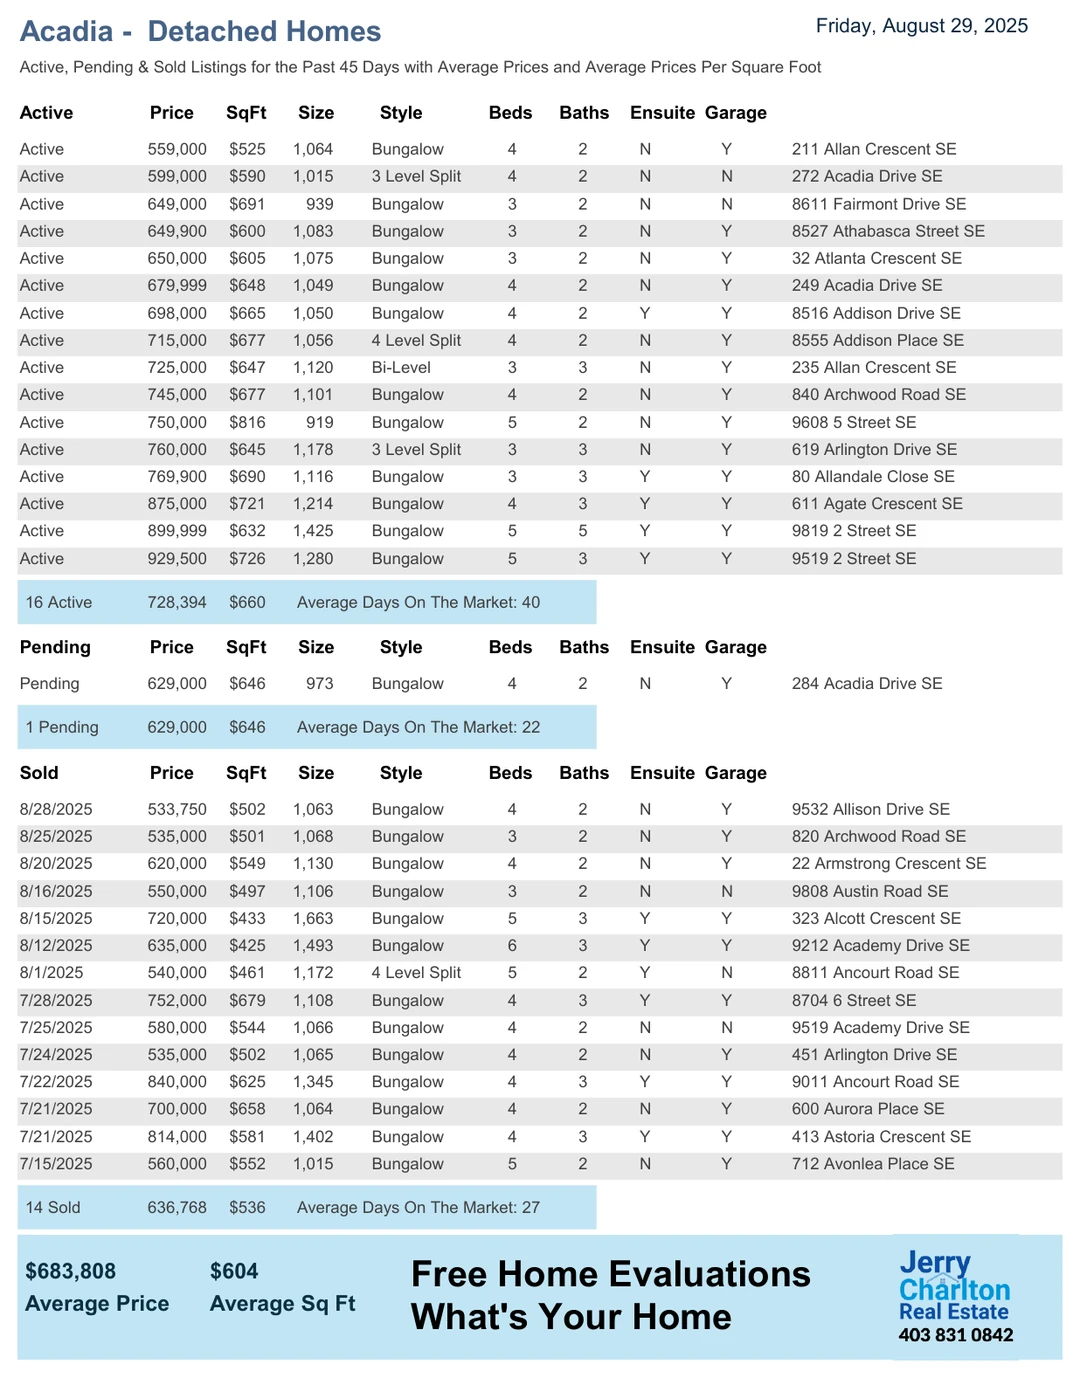 Acadia - Detached Homes
Friday, August 29, 2025
Active, Pending & Sold Listings for the Past 45 Days with Average Prices and Average Prices Per Square Foot
Active Price SqFt Size Style Beds Baths Ensuite Garage
Active 559,000 $525 1,064 Bungalow 4 2 N Y 211 Allan Crescent SE
Active 599,000 $590 1,015 3 Level Split 4 2 N N 272 Acadia Drive SE
Active 649,000 $691 939 Bungalow 3 2 N N 8611 Fairmont Drive SE
Active 649,900 $600 1,083 Bungalow 3 2 N Y 8527 Athabasca Street SE
Active 650,000 $605 1,075 Bungalow 3 2 N Y 32 Atlanta Crescent SE
Active 679,999 $648 1,049 Bungalow 4 2 N Y 249 Acadia Drive SE
Active 698,000 $665 1,050 Bungalow 4 2 Y Y 8516 Addison Drive SE
Active 715,000 $677 1,056 4 Level Split 4 2 N Y 8555 Addison Place SE
Active 725,000 $647 1,120 Bi-Level 3 3 N Y 235 Allan Crescent SE
Active 745,000 $677 1,101 Bungalow 4 2 N Y 840 Archwood Road SE
Active 750,000 $816 919 Bungalow 5 2 N Y 9608 5 Street SE
Active 760,000 $645 1,178 3 Level Split 3 3 N Y 619 Arlington Drive SE
Active 769,900 $690 1,116 Bungalow 3 3 Y Y 80 Allandale Close SE
Active 875,000 $721 1,214 Bungalow 4 3 Y Y 611 Agate Crescent SE
Active 899,999 $632 1,425 Bungalow 5 5 Y Y 9819 2 Street SE
Active 929,500 $726 1,280 Bungalow 5 3 Y Y 9519 2 Street SE
16 Active 728,394 $660 Average Days On The Market: 40
Pending Price SqFt Size Style Beds Baths Ensuite Garage
Pending 629,000 $646 973 Bungalow 4 2 N Y 284 Acadia Drive SE
1 Pending 629,000 $646 Average Days On The Market: 22
Sold Price SqFt Size Style Beds Baths Ensuite Garage
8/28/2025 533,750 $502 1,063 Bungalow 4 2 N Y 9532 Allison Drive SE
8/25/2025 535,000 $501 1,068 Bungalow 3 2 N Y 820 Archwood Road SE
8/20/2025 620,000 $549 1,130 Bungalow 4 2 N Y 22 Armstrong Crescent SE
8/16/2025 550,000 $497 1,106 Bungalow 3 2 N N 9808 Austin Road SE
8/15/2025 720,000 $433 1,663 Bungalow 5 3 Y Y 323 Alcott Crescent SE
8/12/2025 635,000 $425 1,493 Bungalow 6 3 Y Y 9212 Academy Drive SE
8/1/2025 540,000 $461 1,172 4 Level Split 5 2 Y N 8811 Ancourt Road SE
7/28/2025 752,000 $679 1,108 Bungalow 4 3 Y Y 8704 6 Street SE
7/25/2025 580,000 $544 1,066 Bungalow 4 2 N N 9519 Academy Drive SE
7/24/2025 535,000 $502 1,065 Bungalow 4 2 N Y 451 Arlington Drive SE
7/22/2025 840,000 $625 1,345 Bungalow 4 3 Y Y 9011 Ancourt Road SE
7/21/2025 700,000 $658 1,064 Bungalow 4 2 N Y 600 Aurora Place SE
7/21/2025 814,000 $581 1,402 Bungalow 4 3 Y Y 413 Astoria Crescent SE
7/15/2025 560,000 $552 1,015 Bungalow 5 2 N Y 712 Avonlea Place SE
14 Sold 636,768 $536 Average Days On The Market: 27
$683,808 $604
Average Price Average Sq Ft
Free Home Evaluations
What's Your Home
Jerry
Charlton
Real Estate
403 831 0842